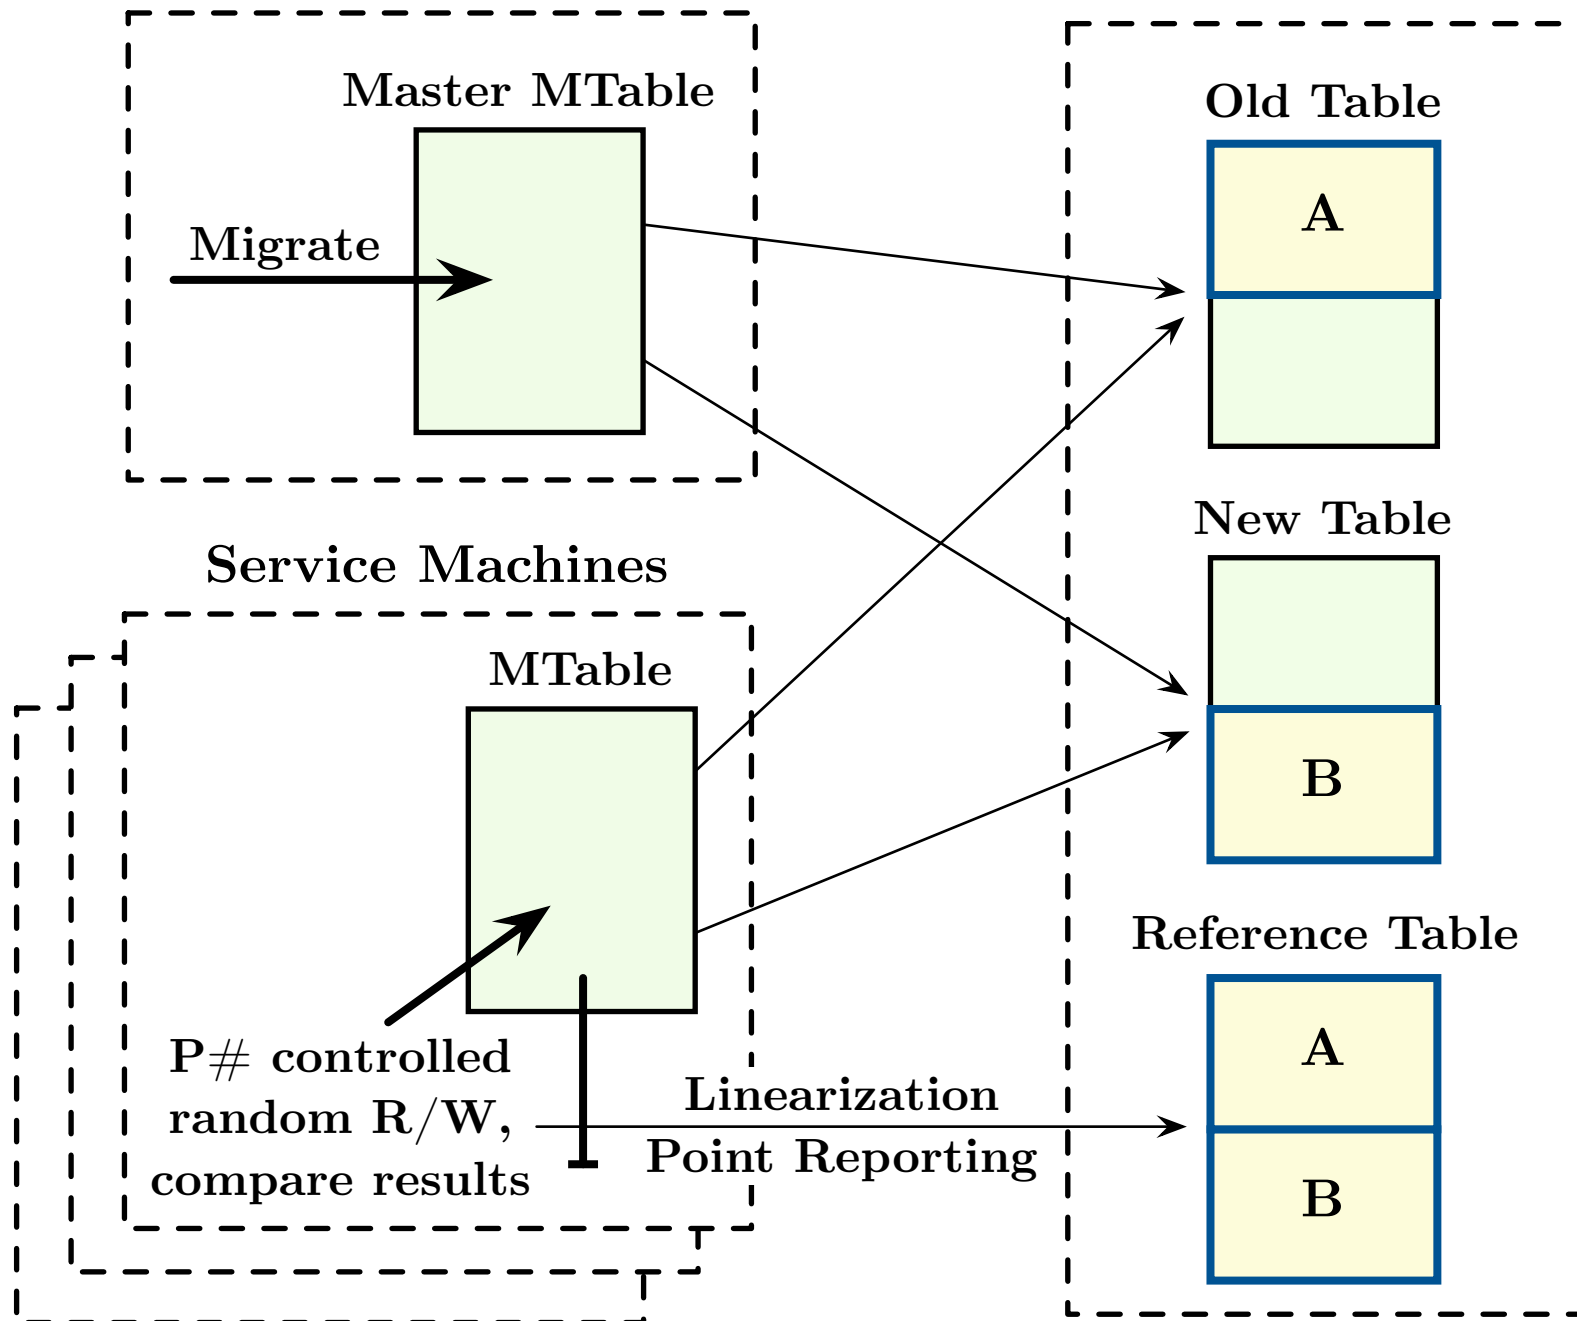 Master MTable
Migrate
Service Machines
MTable
P# controlled
random R/W,
compare results
Linearization
Point Reporting
Old Table
A
New Table
B
Reference Table
A
B